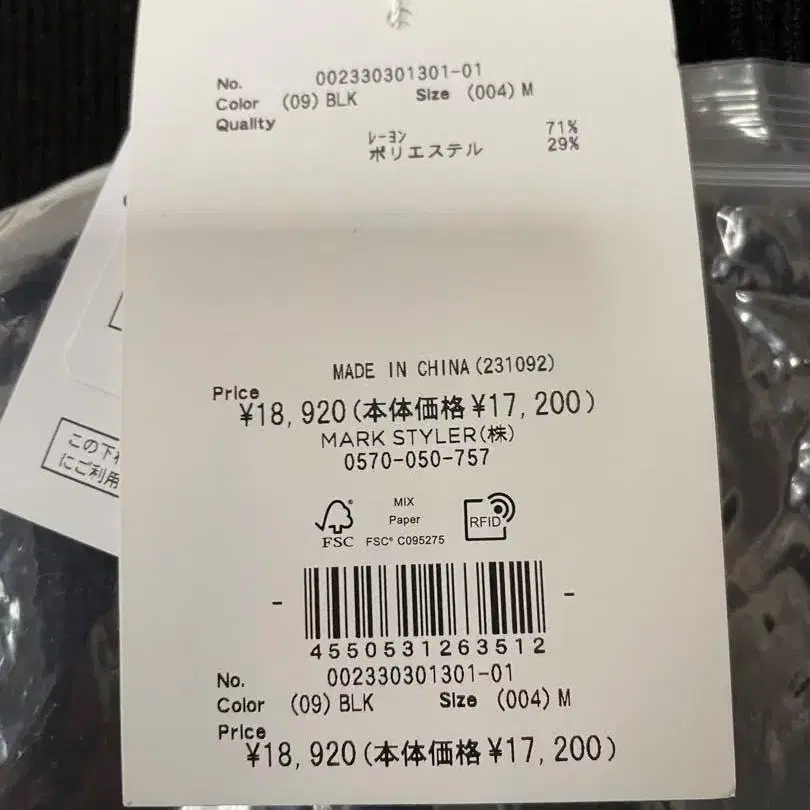 No. 002330301301-01
Color (09) BLK Size (004) M
Quality
ﾚｰﾖﾝ 71%
ポリエステル 29%
MADE IN CHINA (231092)
Price
¥18,920(本体価格¥17,200)
MARK STYLER(株)
0570-050-757
MIX
Paper
FSC FSC® C095275
RFID
4550531263512
No. 002330301301-01
Color (09) BLK Size (004) M
Price
¥18,920(本体価格¥17,200)
この下
にご利用